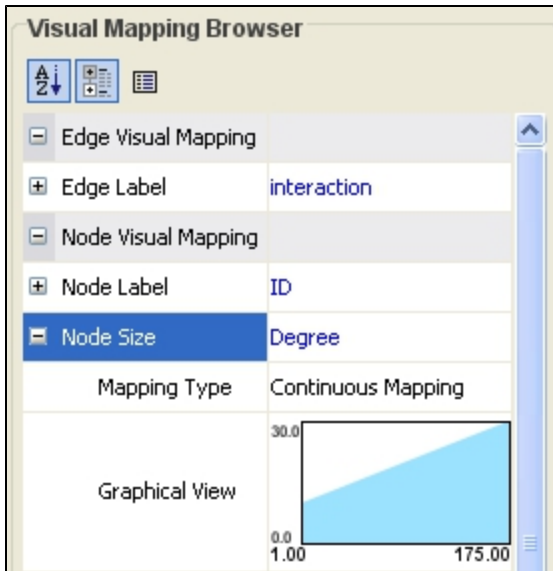 Visual Mapping Browser
A
Z
Edge Visual Mapping
Edge Label interaction
Node Visual Mapping
Node Label ID
Node Size Degree
Mapping Type Continuous Mapping
30.0
Graphical View
0.0
1.00 175.00